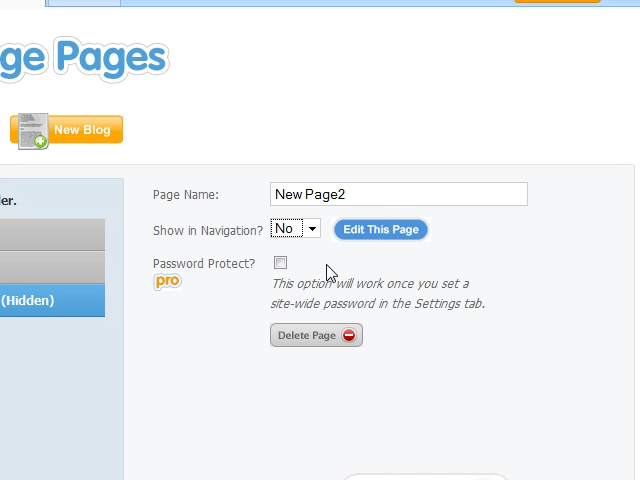 ge Pages
New Blog
er.
Page Name: New Page2
Show in Navigation? No Edit This Page
(Hidden)
Password Protect?
pro
This option will work once you set a
site-wide password in the Settings tab.
Delete Page